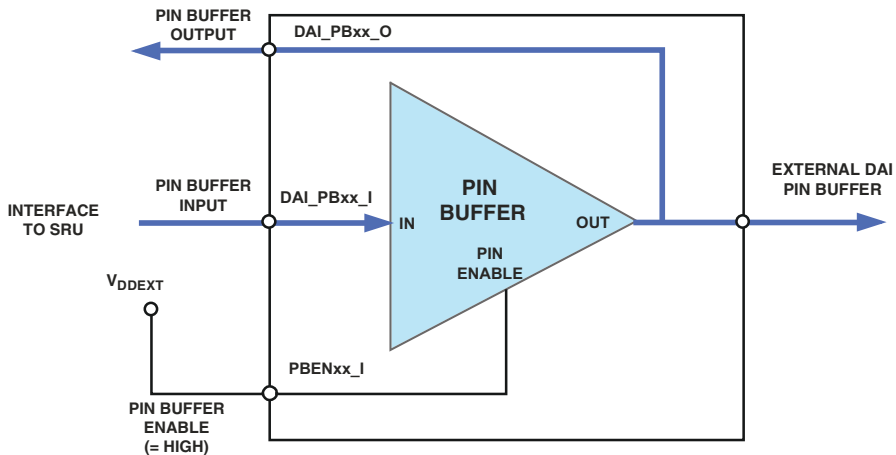 PIN BUFFER
OUTPUT
DAI_PBxx_O
PIN BUFFER
INPUT
DAI_PBxx_I
INTERFACE
TO SRU
IN
PIN
BUFFER
OUT
PIN
ENABLE
EXTERNAL DAI
PIN BUFFER
VDDEXT
PBENxx_I
PIN BUFFER
ENABLE
(= HIGH)